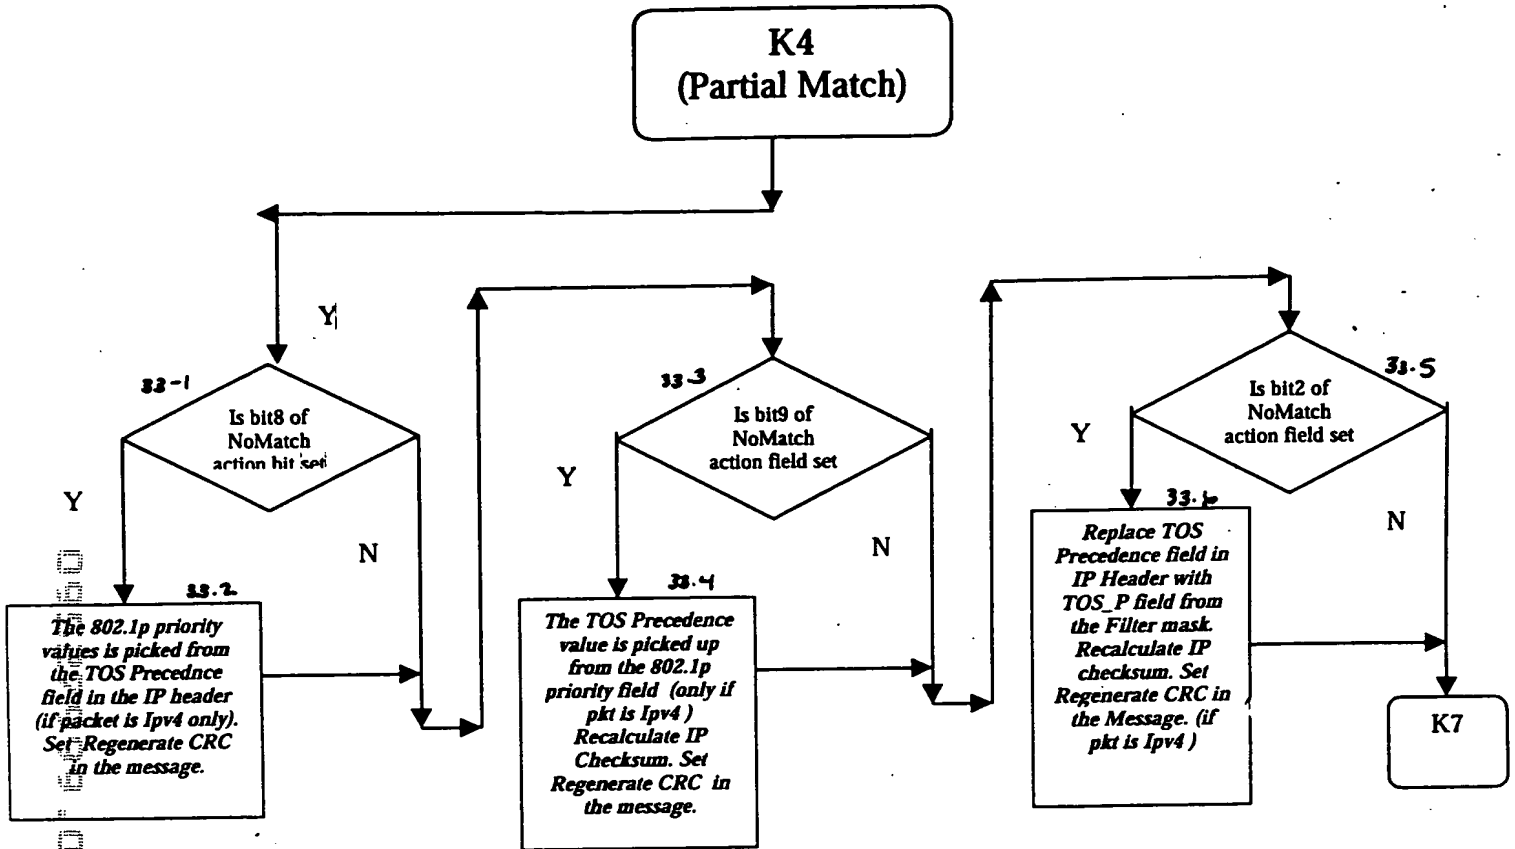 K4
(Partial Match)
Y
33-1
Is bit8 of
NoMatch
action bit set
Y
N
33.2
The 802.1p priority
values is picked from
the TOS Precednce
field in the IP header
(if packet is Ipv4 only).
Set Regenerate CRC
in the message.
33.3
Is bit9 of
NoMatch
action field set
Y
N
33.4
The TOS Precedence
value is picked up
from the 802.1p
priority field (only if
pkt is Ipv4 )
Recalculate IP
Checksum. Set
Regenerate CRC in
the message.
33.5
Is bit2 of
NoMatch
action field set
Y
N
33.6
Replace TOS
Precedence field in
IP Header with
TOS_P field from
the Filter mask.
Recalculate IP
checksum. Set
Regenerate CRC in
the Message. (if
pkt is Ipv4 )
K7